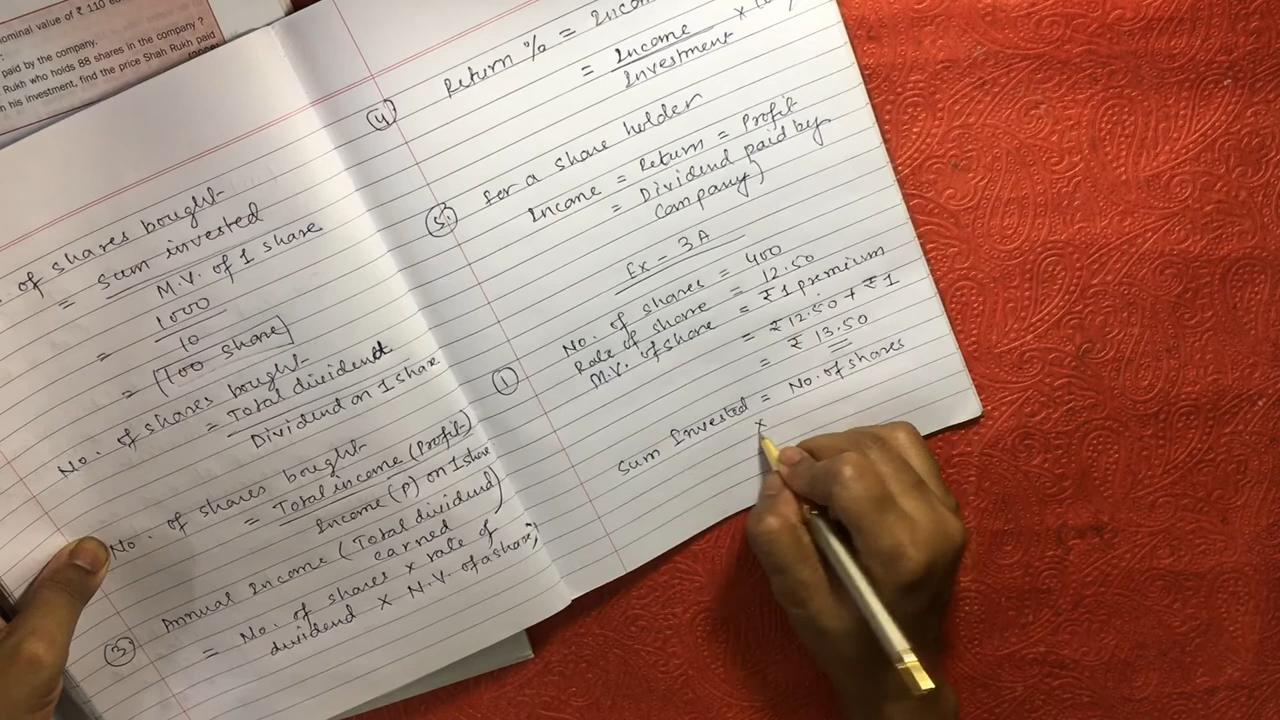 nominal value of ₹ 110
paid by the company.
Rukh who holds 88 shares in the company ?
his investment, find the price Shah Rukh paid
of shares bought
= Sum invested
M.V. of 1 share
= 1000
10
= [100 share]
No. of shares bought
= Total dividend
Dividend on 1 share
No. of shares bought
= Total income (Profit)
Income (P) on 1 share
③ Annual Income (Total dividend)
earned
= No. of shares x rate of
dividend x N.V. of a share;
④ Return % =
= Income x
Investment
⑤ For a share holder
Income = Return = Profit
= Dividend paid by
Company)
Ex - 3A
① No. of shares = 400
Rate of share = 12.50
M.V. of share = ₹1 premium
= ₹12.50 + ₹1
= ₹ 13.50
Sum Invested = No. of shares
x